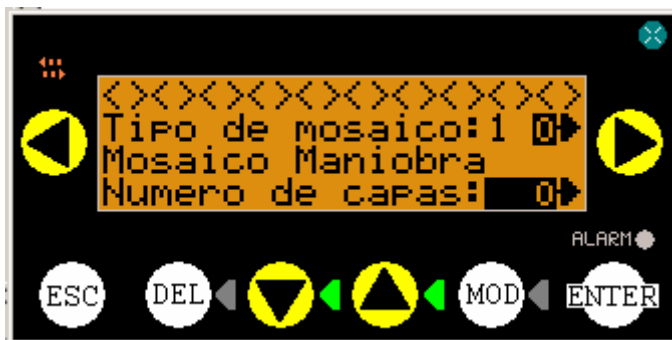 <><><><><><><><><><>
Tipo de mosaico:1 0
Mosaico Maniobra
Numero de capas: 0
ALARM
ESC DEL MOD ENTER